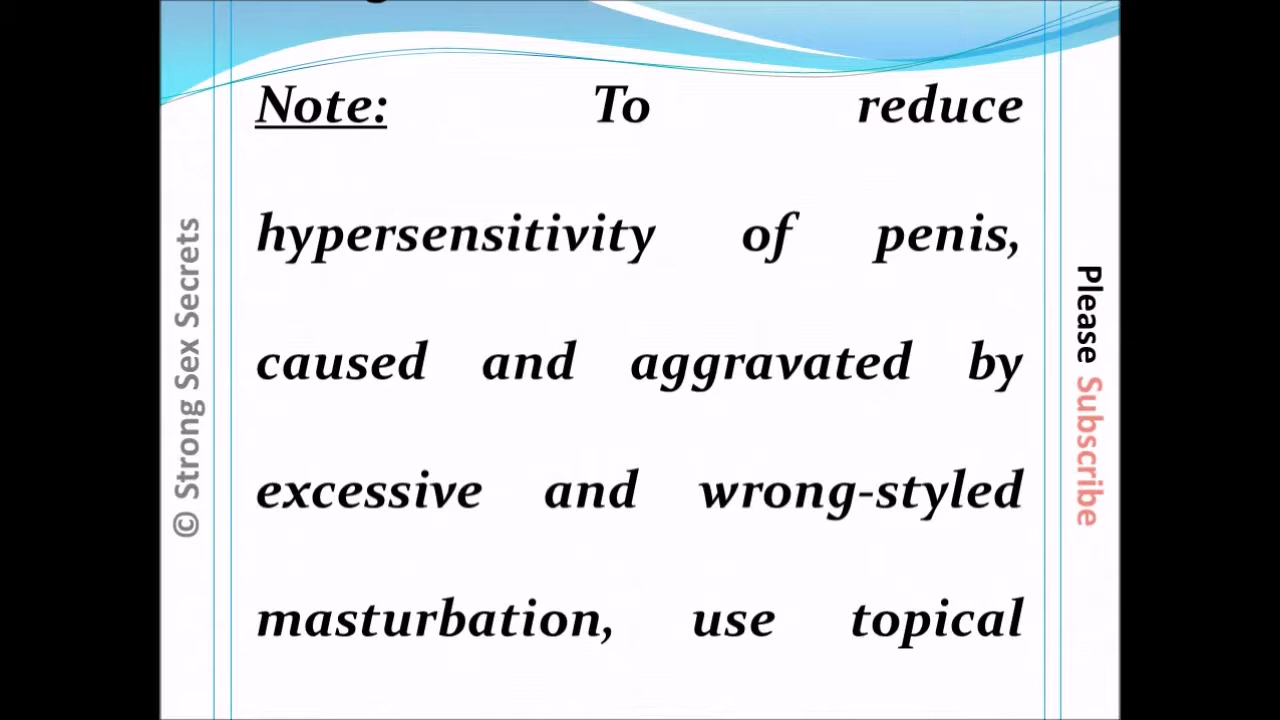 Note: To reduce
hypersensitivity of penis,
caused and aggravated by
excessive and wrong-styled
masturbation, use topical
© Strong Sex Secrets
Please Subscribe